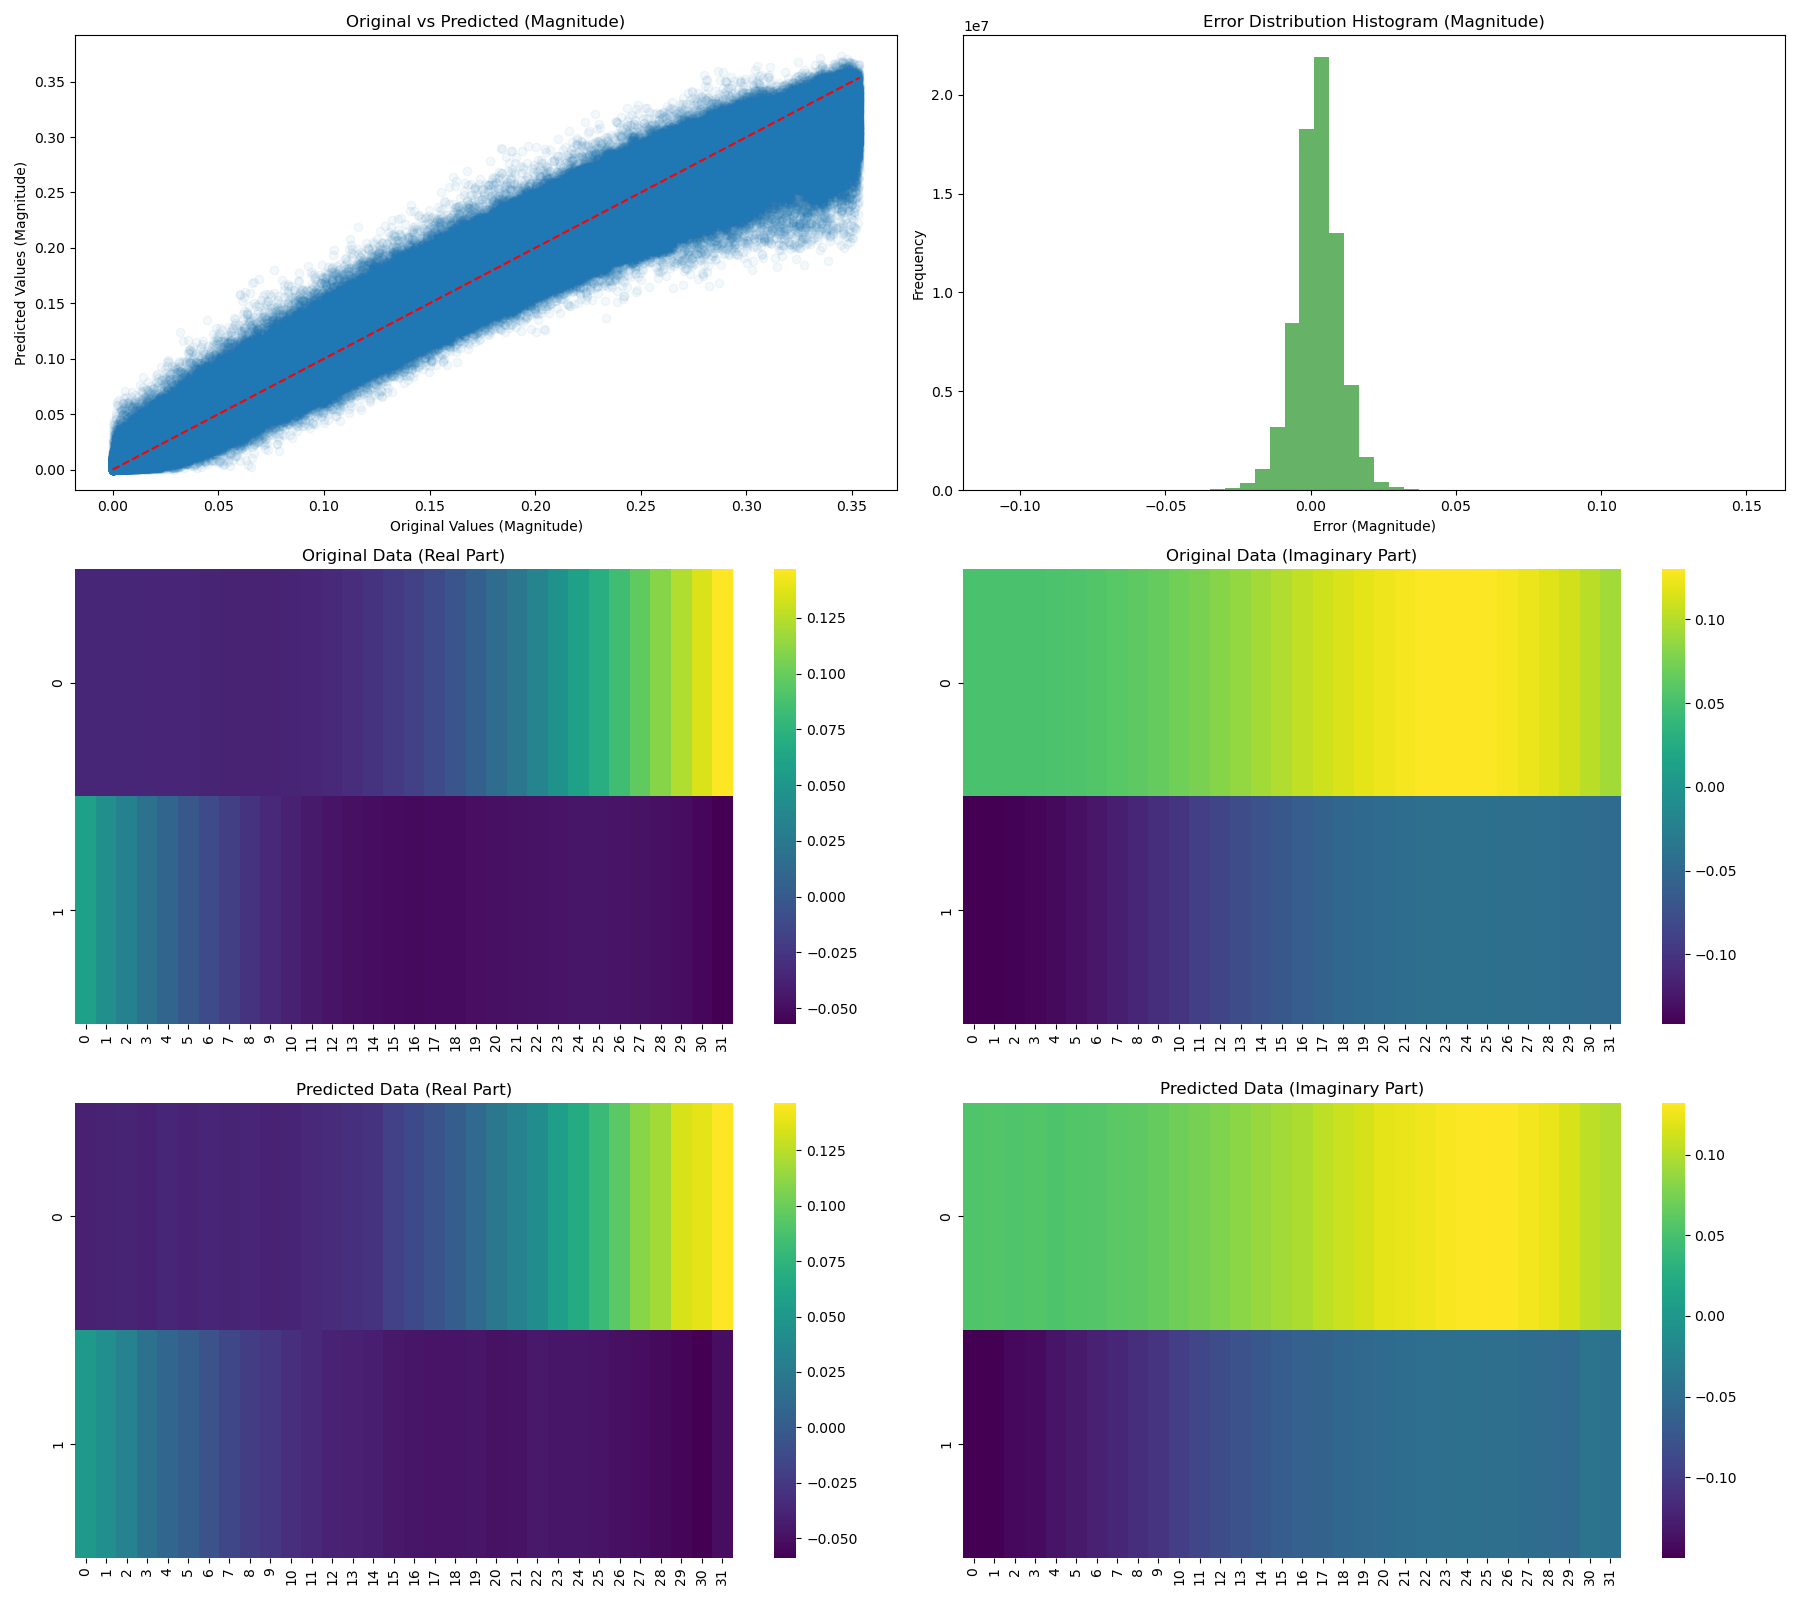 Original vs Predicted (Magnitude)
Predicted Values (Magnitude)
0.35
0.30
0.25
0.20
0.15
0.10
0.05
0.00
0.00 0.05 0.10 0.15 0.20 0.25 0.30 0.35
Original Values (Magnitude)
Error Distribution Histogram (Magnitude)
1e7
Frequency
2.0
1.5
1.0
0.5
0.0
−0.10 −0.05 0.00 0.05 0.10 0.15
Error (Magnitude)
Original Data (Real Part)
0
1
0 1 2 3 4 5 6 7 8 9 10 11 12 13 14 15 16 17 18 19 20 21 22 23 24 25 26 27 28 29 30 31
0.125
0.100
0.075
0.050
0.025
0.000
−0.025
−0.050
Original Data (Imaginary Part)
0
1
0 1 2 3 4 5 6 7 8 9 10 11 12 13 14 15 16 17 18 19 20 21 22 23 24 25 26 27 28 29 30 31
0.10
0.05
0.00
−0.05
−0.10
Predicted Data (Real Part)
0
1
0 1 2 3 4 5 6 7 8 9 10 11 12 13 14 15 16 17 18 19 20 21 22 23 24 25 26 27 28 29 30 31
0.125
0.100
0.075
0.050
0.025
0.000
−0.025
−0.050
Predicted Data (Imaginary Part)
0
1
0 1 2 3 4 5 6 7 8 9 10 11 12 13 14 15 16 17 18 19 20 21 22 23 24 25 26 27 28 29 30 31
0.10
0.05
0.00
−0.05
−0.10